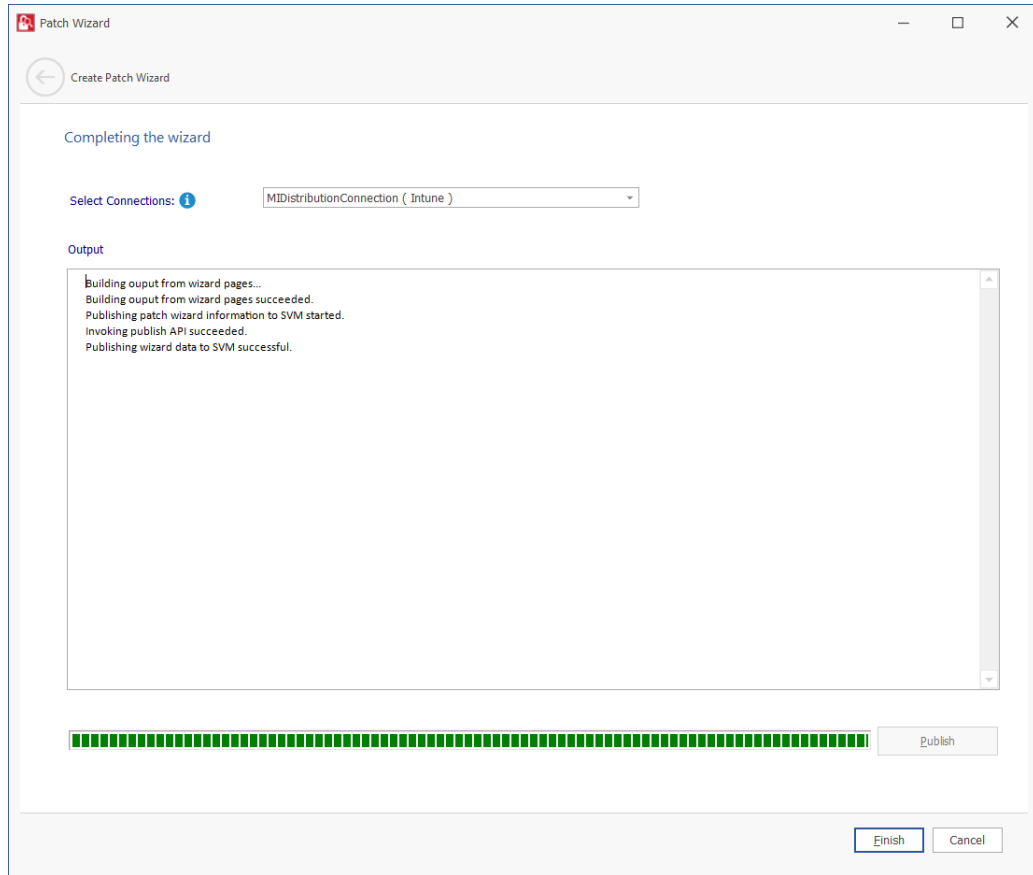 Patch Wizard
Create Patch Wizard
Completing the wizard
Select Connections: i MIDistributionConnection ( Intune )
Output
Building ouput from wizard pages...
Building ouput from wizard pages succeeded.
Publishing patch wizard information to SVM started.
Invoking publish API succeeded.
Publishing wizard data to SVM successful.
Publish
Finish Cancel